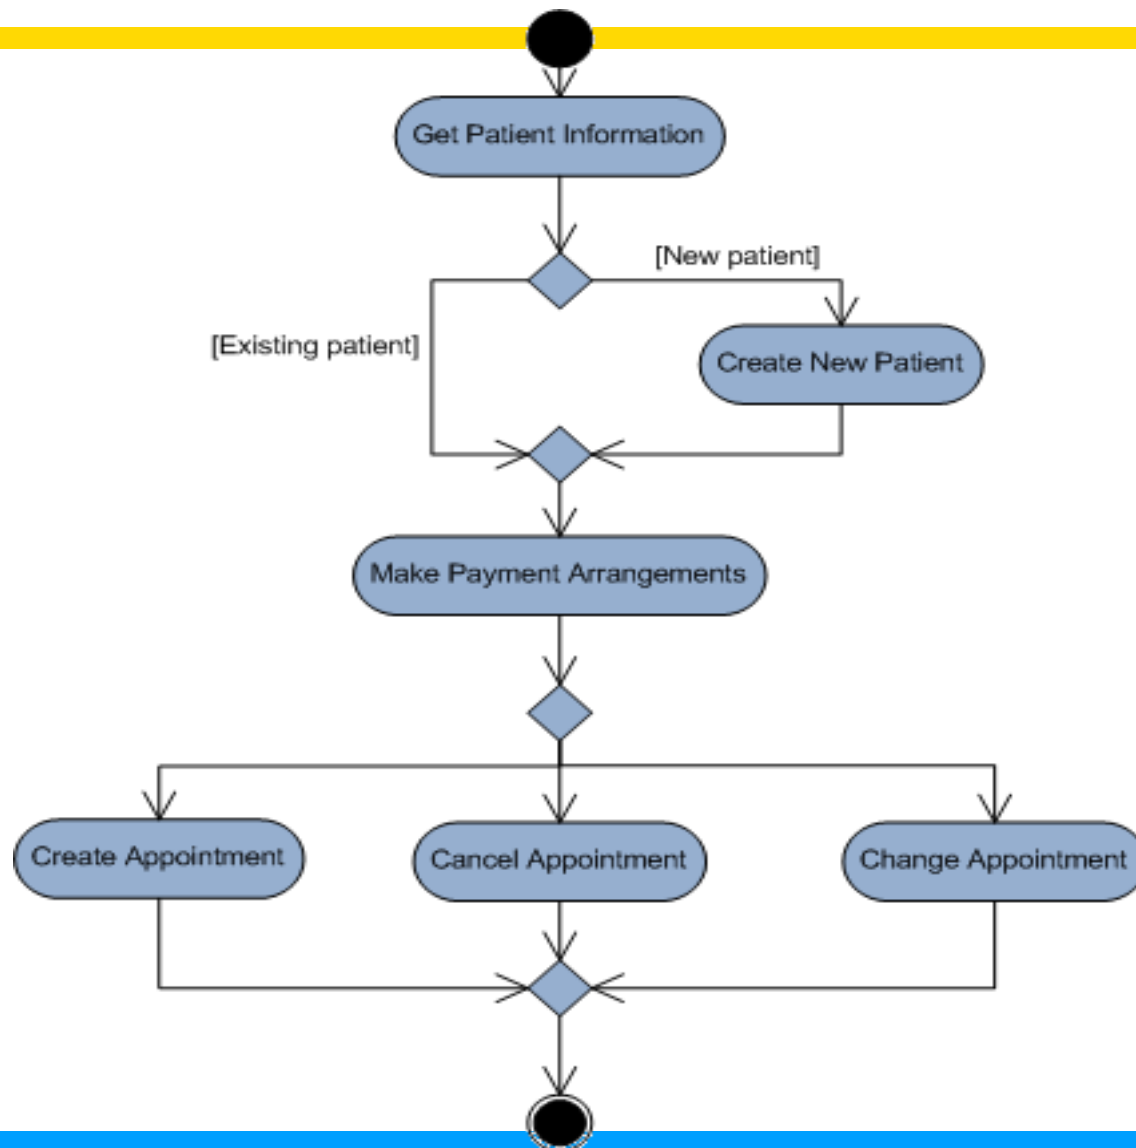 Get Patient Information
[New patient]
[Existing patient]
Create New Patient
Make Payment Arrangements
Create Appointment
Cancel Appointment
Change Appointment